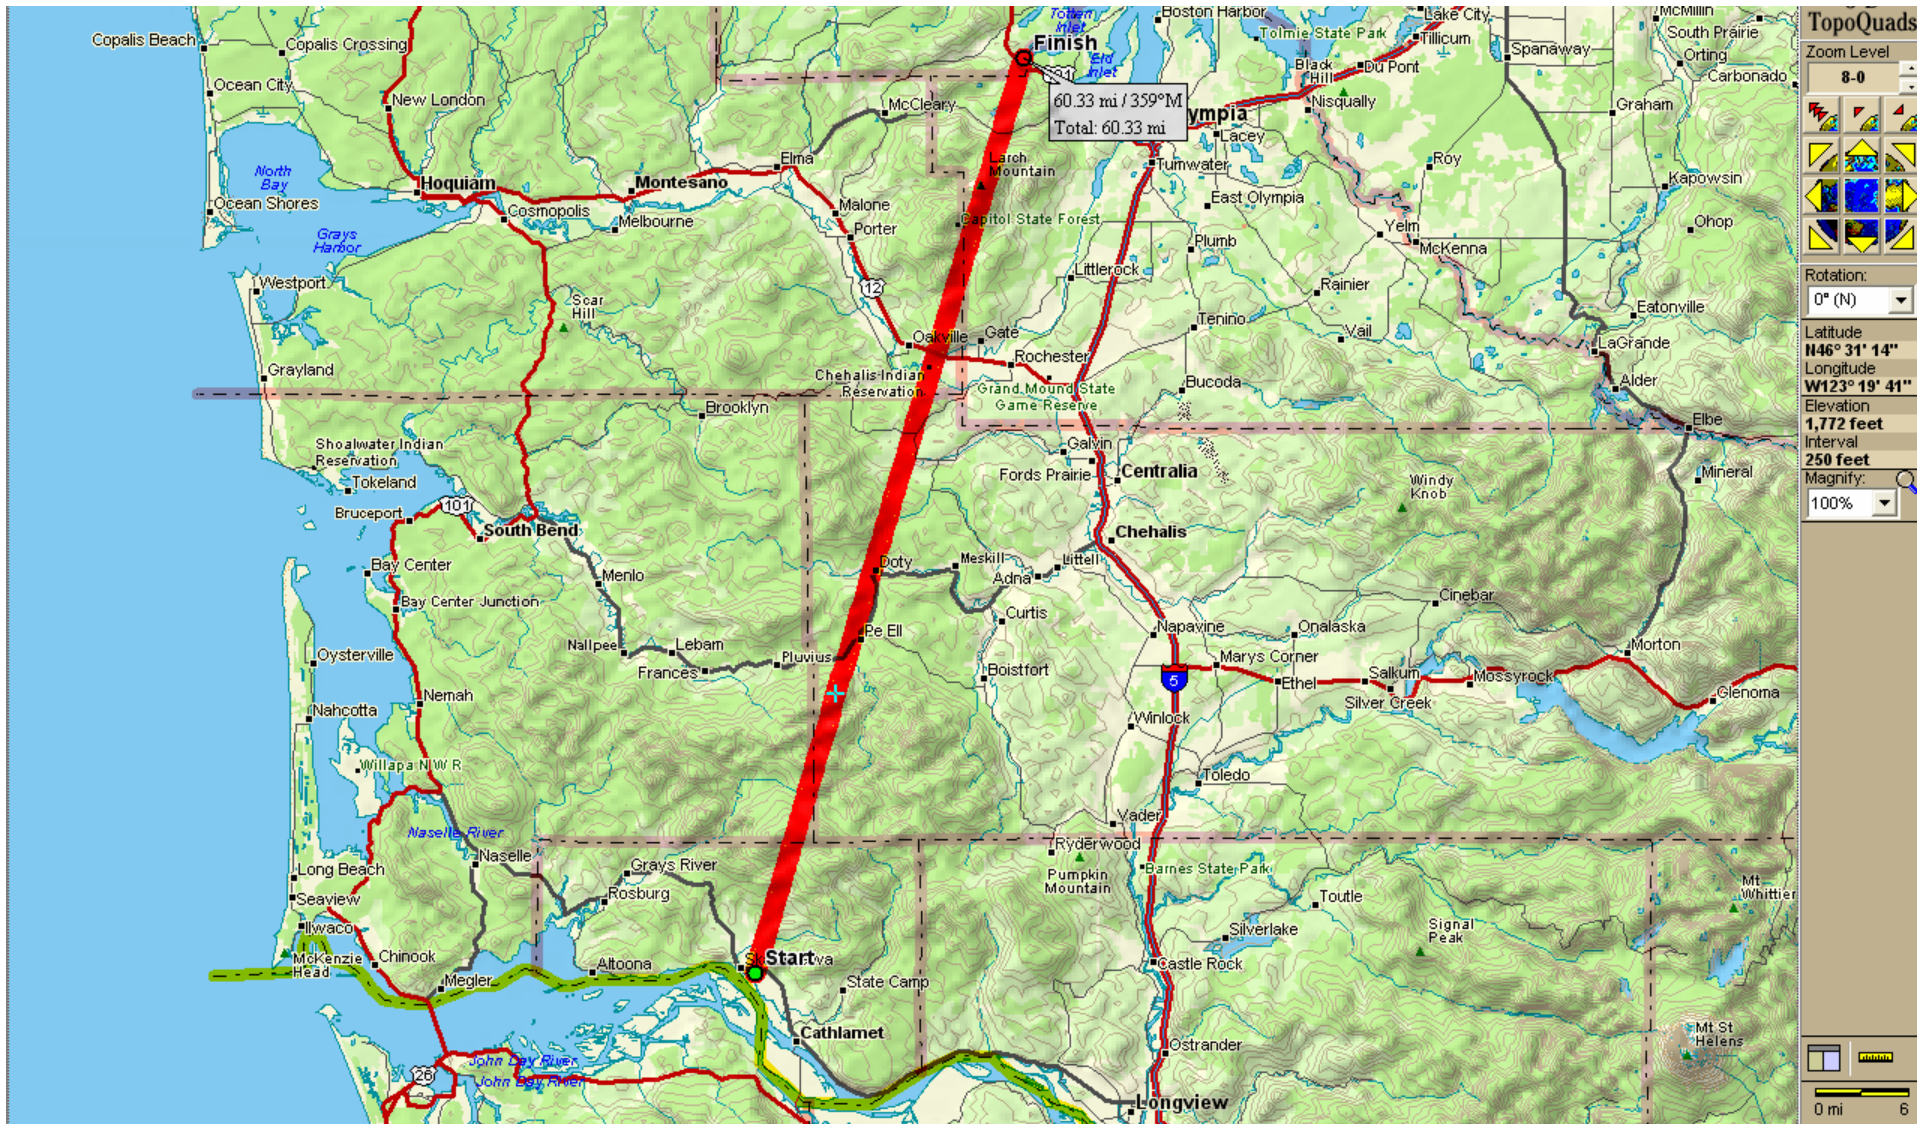 Copalis Beach
Copalis Crossing
Ocean City
New London
McCleary
Totten
Inlet
Boston Harbor
Tolmie State Park
Lake City
Tillicum
McMillin
South Prairie
Spanaway
Orting
Carbonado
Finish
Eld
Inlet
101
Black
Hill
Du Pont
Nisqually
Graham
60.33 mi / 359°M
Total: 60.33 mi
ympia
Lacey
Tumwater
Roy
Kapowsin
North
Bay
Hoquiam
Montesano
Elma
Larch
Mountain
Ocean Shores
Cosmopolis
Melbourne
Malone
Porter
Capitol State Forest
East Olympia
Yelm
McKenna
Ohop
Grays
Harbor
Plumb
Westport
Scar
Hill
12
Littlerock
Rainier
Eatonville
Oakville
Gate
Tenino
Vail
LaGrande
Grayland
Chehalis Indian
Reservation
Rochester
Grand Mound State
Game Reserve
Bucoda
Alder
Elbe
Brooklyn
Shoalwater Indian
Reservation
Tokeland
Galvin
Fords Prairie
Centralia
Windy
Knob
Mineral
Bruceport
101
South Bend
Chehalis
Bay Center
Menlo
Doty
Meskill
Adna
Littell
Bay Center Junction
Curtis
Cinebar
Nallpee
Lebam
Frances
Pluvius
Pe Ell
Napavine
Onalaska
Morton
Oysterville
Boistfort
Marys Corner
5
Ethel
Salkum
Silver Creek
Mossyrock
Glenoma
Nemah
Nahcotta
Winlock
Willapa N W R
Toledo
Naselle River
Vader
Naselle
Grays River
Ryderwood
Long Beach
Rosburg
Pumpkin
Mountain
Barnes State Park
Mt
Whittier
Seaview
Toutle
Ilwaco
Silverlake
Signal
Peak
McKenzie
Head
Chinook
Megler
Altoona
Start
State Camp
Castle Rock
Cathlamet
Ostrander
Mt St
Helens
John Day River
John Day River
26
Longview
TopoQuads
Zoom Level
8-0
Rotation:
0° (N)
Latitude
N46° 31' 14"
Longitude
W123° 19' 41"
Elevation
1,772 feet
Interval
250 feet
Magnify:
100%
0 mi 6